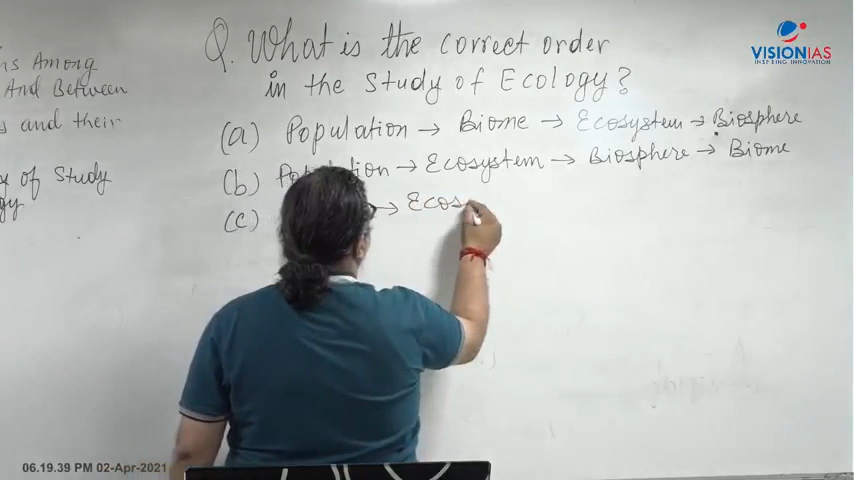 VISIONIAS
INSPIRING INNOVATION
ns Among
And Between
s and their
y of Study
gy
Q. What is the correct order
in the Study of Ecology?
(a) Population → Biome → Ecosystem → Biosphere
(b) Population → Ecosystem → Biosphere → Biome
(c) → Ecos
06.19.39 PM 02-Apr-2021